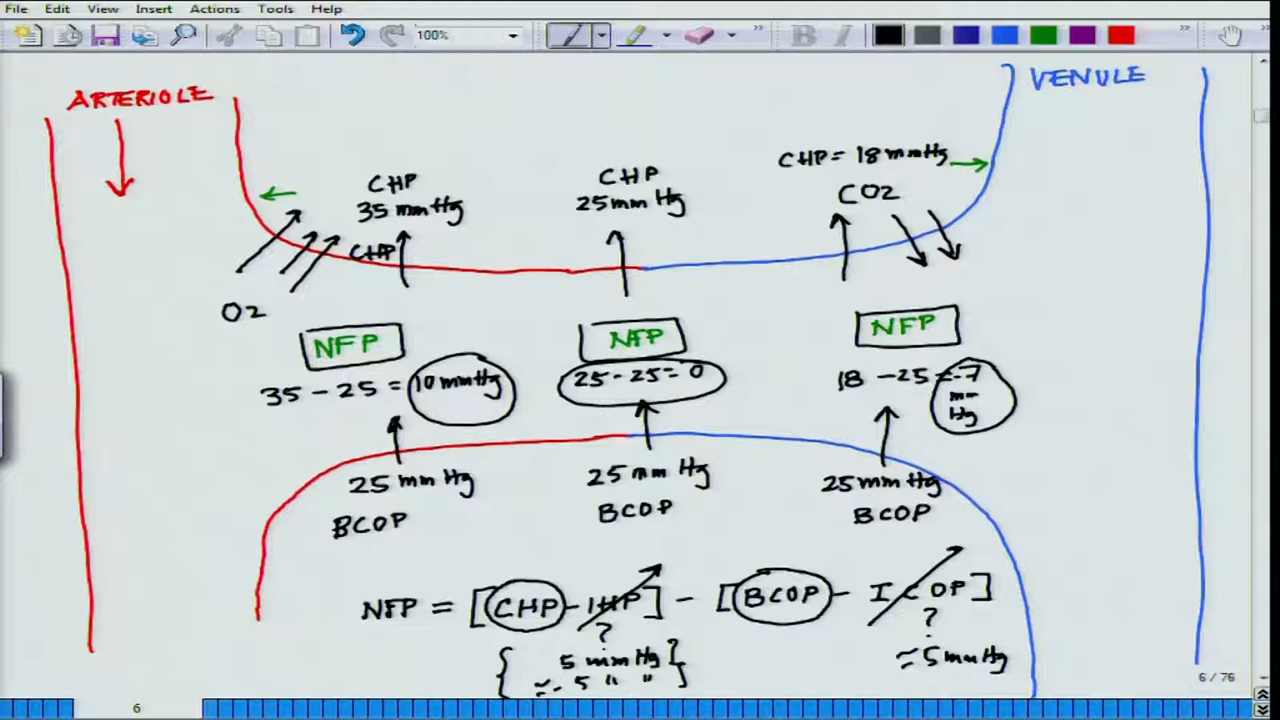 File Edit View Insert Actions Tools Help
100%
ARTERIOLE
VENULE
CHP
35 mmHg
CHP
25 mm Hg
CHP = 18 mmHg
CO2
CHP
O2
NFP
NFP
NFP
35 - 25 = 10 mmHg
25 - 25 = 0
18 - 25 = -7
mm
Hg
25 mm Hg
BCOP
25 mm Hg
BCOP
25 mmHg
BCOP
NFP = [CHP - IHP] - [BCOP - ICOP]
? ?
5 mmHg
≈ - 5 " "
≈ 5 mmHg
6 / 76
6